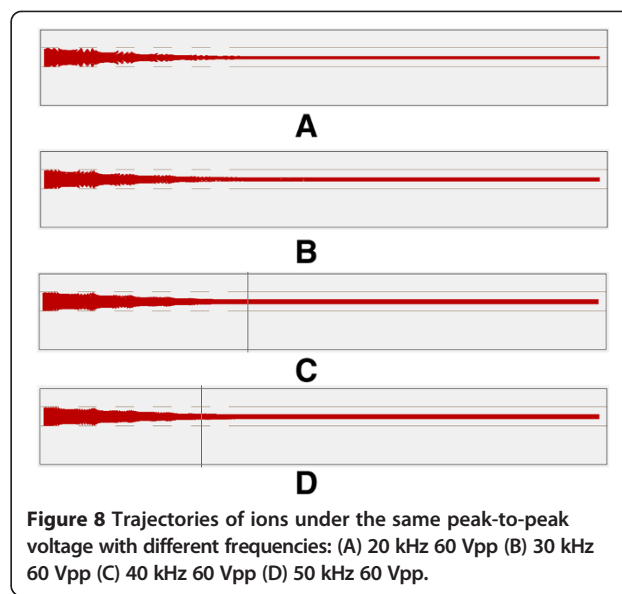 A
B
C
D
Figure 8 Trajectories of ions under the same peak-to-peak
voltage with different frequencies: (A) 20 kHz 60 Vpp (B) 30 kHz
60 Vpp (C) 40 kHz 60 Vpp (D) 50 kHz 60 Vpp.